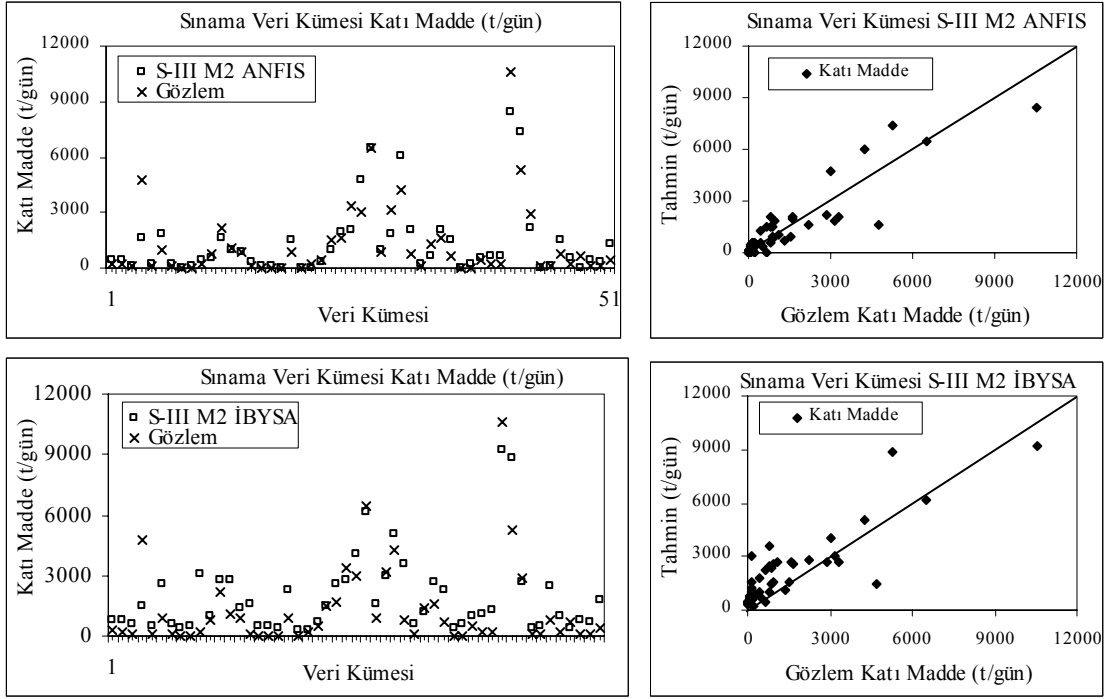 Sınama Veri Kümesi Katı Madde (t/gün)
12000
9000
6000
3000
0
Katı Madde (t/gün)
S-III M2 ANFIS
Gözlem
1
51
Veri Kümesi
Sınama Veri Kümesi S-III M2 ANFIS
12000
9000
6000
3000
0
Tahmin (t/gün)
Katı Madde
0
3000
6000
9000
12000
Gözlem Katı Madde (t/gün)
Sınama Veri Kümesi Katı Madde (t/gün)
12000
9000
6000
3000
0
Katı Madde (t/gün)
S-III M2 İBYSA
Gözlem
1
Veri Kümesi
Sınama Veri Kümesi S-III M2 İBYSA
12000
9000
6000
3000
0
Tahmin (t/gün)
Katı Madde
0
3000
6000
9000
12000
Gözlem Katı Madde (t/gün)